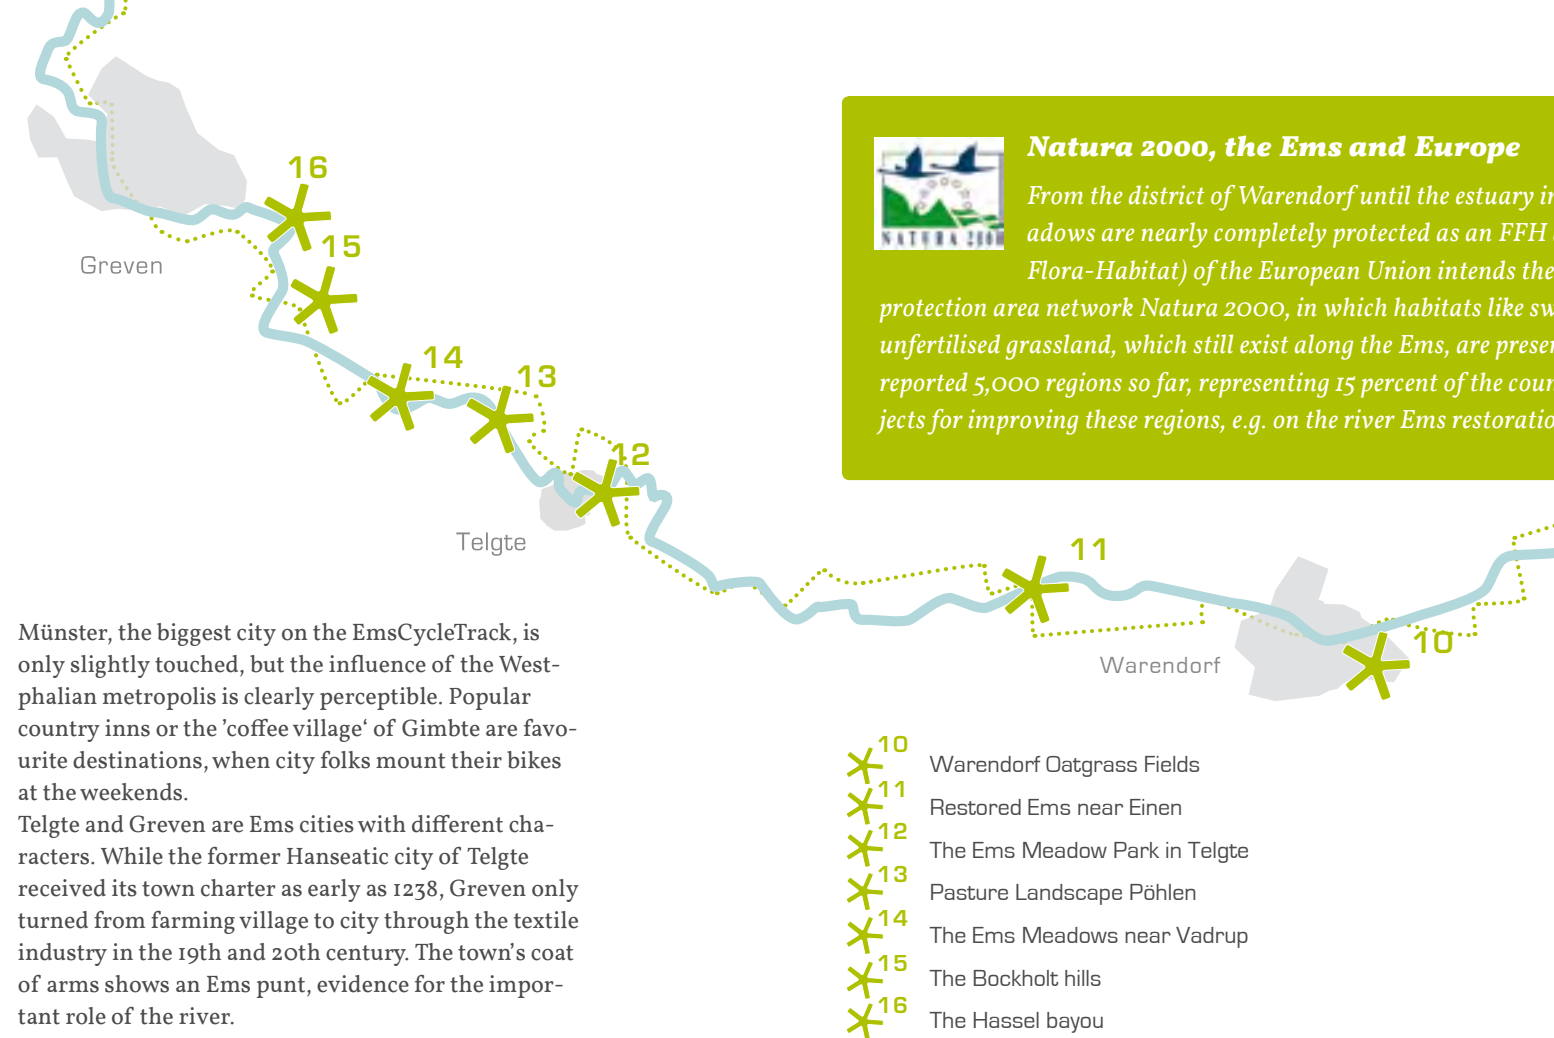 16
15
Greven
14
13
12
Telgte
11
Warendorf
10
Natura 2000, the Ems and Europe
NATURA 2000
From the district of Warendorf until the estuary in
adows are nearly completely protected as an FFH
Flora-Habitat) of the European Union intends the
protection area network Natura 2000, in which habitats like sw
unfertilised grassland, which still exist along the Ems, are preser
reported 5,000 regions so far, representing 15 percent of the coun
jects for improving these regions, e.g. on the river Ems restoratio
Münster, the biggest city on the EmsCycleTrack, is
only slightly touched, but the influence of the West-
phalian metropolis is clearly perceptible. Popular
country inns or the ’coffee village‘ of Gimbte are favo-
urite destinations, when city folks mount their bikes
at the weekends.
Telgte and Greven are Ems cities with different cha-
racters. While the former Hanseatic city of Telgte
received its town charter as early as 1238, Greven only
turned from farming village to city through the textile
industry in the 19th and 20th century. The town’s coat
of arms shows an Ems punt, evidence for the impor-
tant role of the river.
10 Warendorf Oatgrass Fields
11 Restored Ems near Einen
12 The Ems Meadow Park in Telgte
13 Pasture Landscape Pöhlen
14 The Ems Meadows near Vadrup
15 The Bockholt hills
16 The Hassel bayou